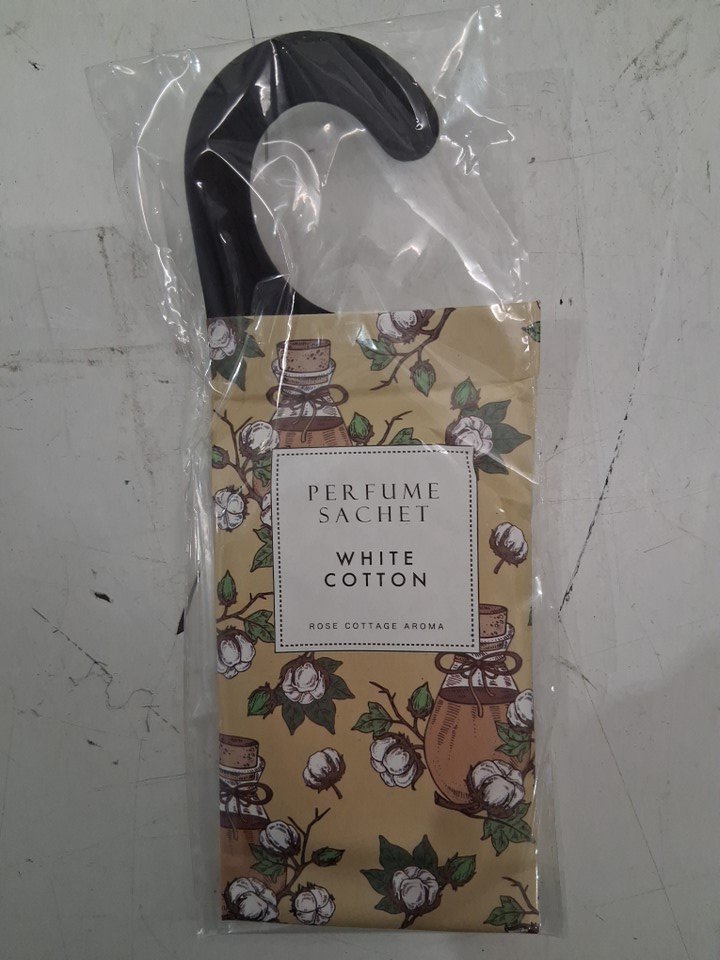 PERFUME
SACHET
WHITE
COTTON
ROSE COTTAGE AROMA